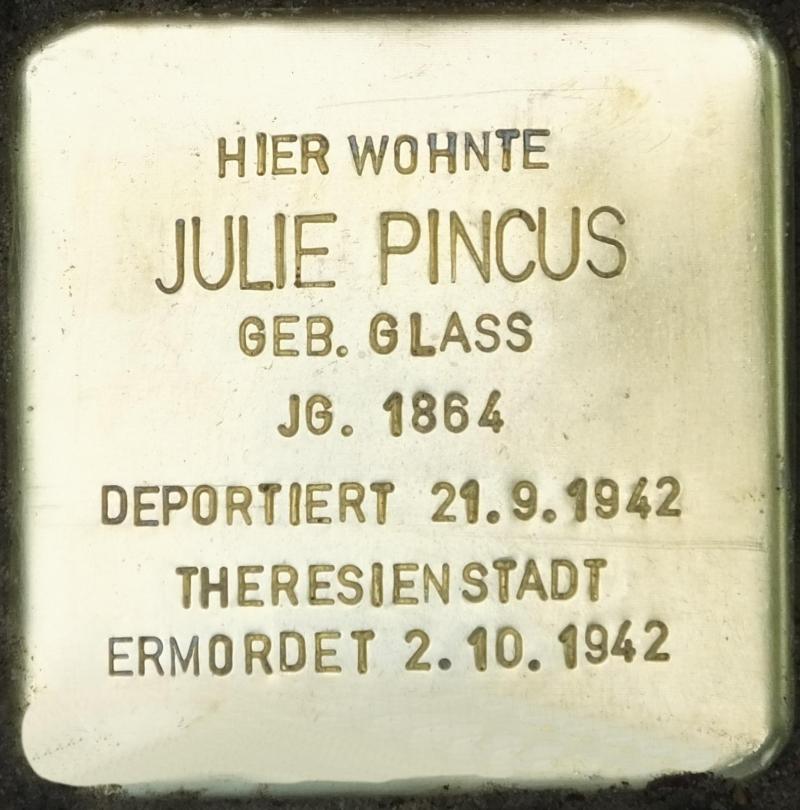 HIER WOHNTE
JULIE PINCUS
GEB. GLASS
JG. 1864
DEPORTIERT 21.9.1942
THERESIENSTADT
ERMORDET 2.10.1942